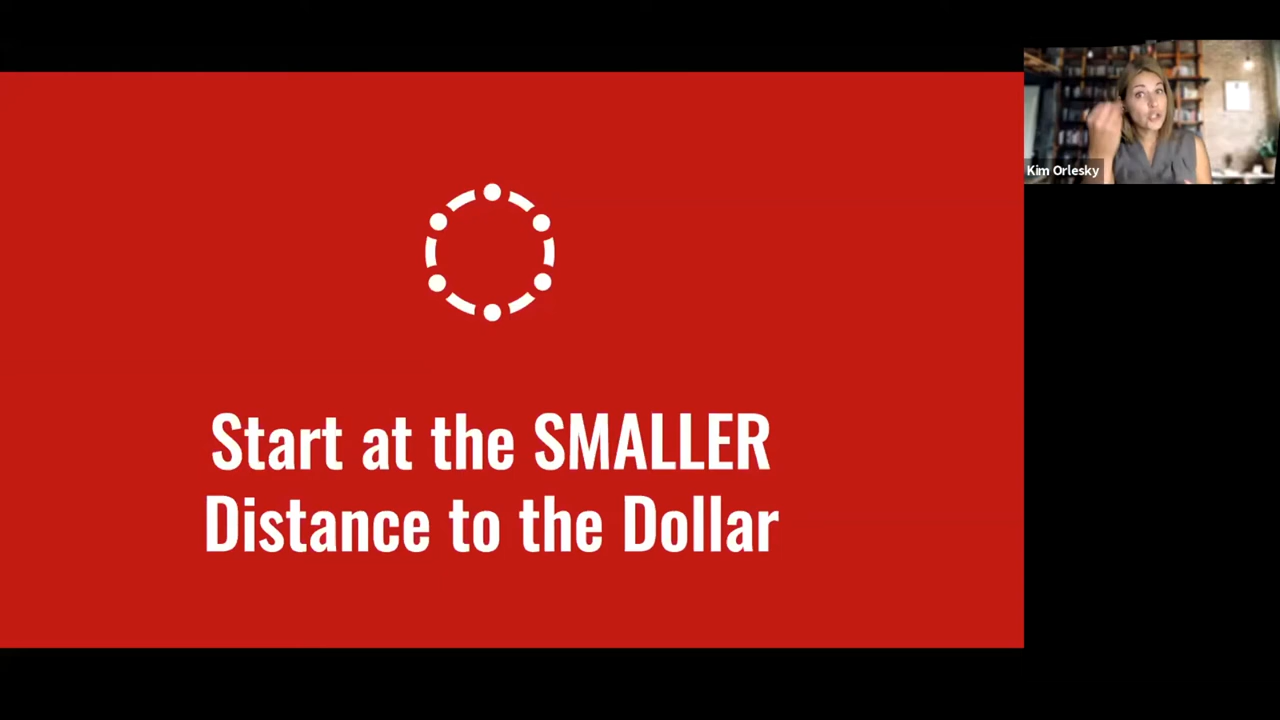 Kim Orlesky
Start at the SMALLER
Distance to the Dollar